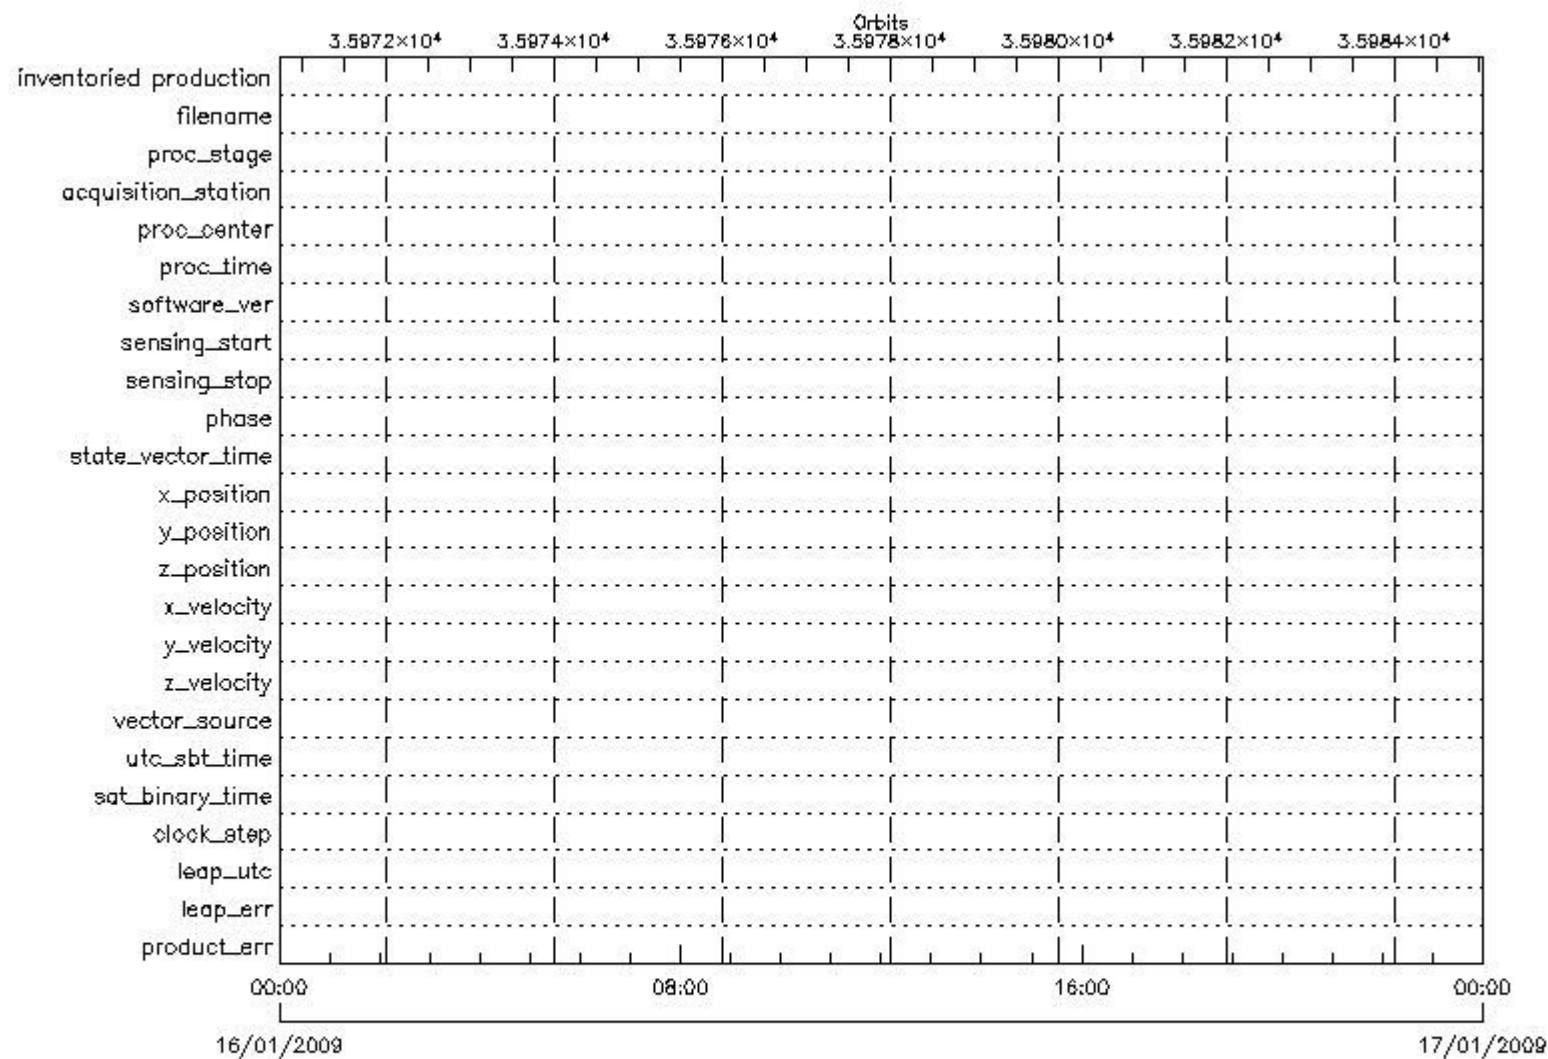 Orbits
3.5972×10⁴ 3.5974×10⁴ 3.5976×10⁴ 3.5978×10⁴ 3.5980×10⁴ 3.5982×10⁴ 3.5984×10⁴
inventoried production
filename
proc_stage
acquisition_station
proc_center
proc_time
software_ver
sensing_start
sensing_stop
phase
state_vector_time
x_position
y_position
z_position
x_velocity
y_velocity
z_velocity
vector_source
utc_sbt_time
sat_binary_time
clock_step
leap_utc
leap_err
product_err
00:00 08:00 16:00 00:00
16/01/2009 17/01/2009